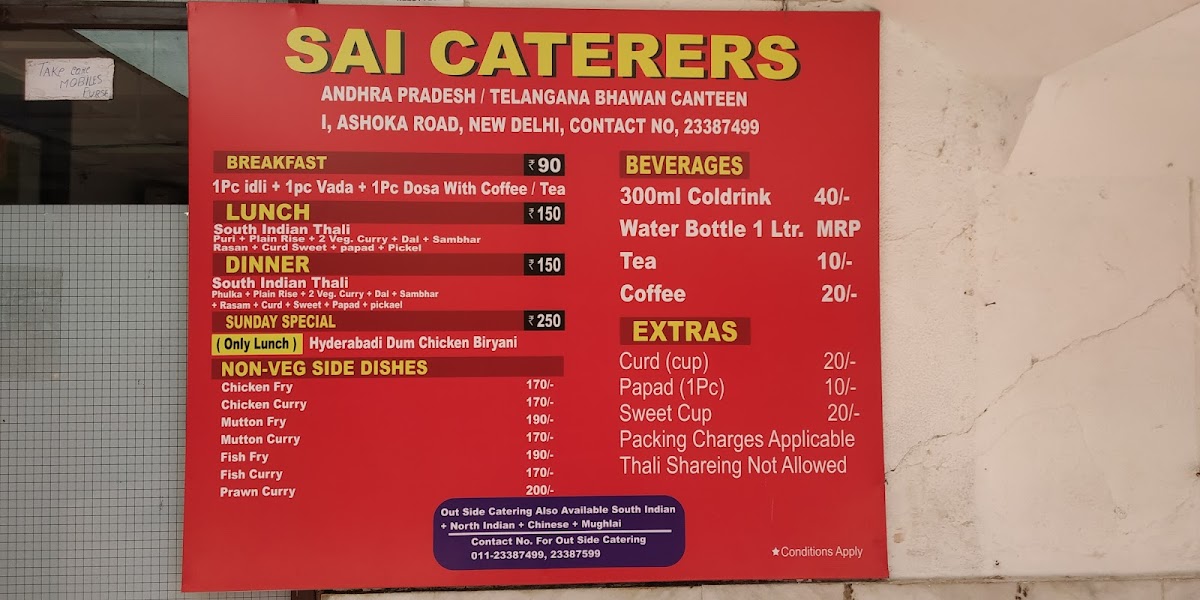 TAKE CARE
MOBILES
PURSE
SAI CATERERS
ANDHRA PRADESH / TELANGANA BHAWAN CANTEEN
I, ASHOKA ROAD, NEW DELHI, CONTACT NO, 23387499
BREAKFAST ₹ 90
1Pc idli + 1pc Vada + 1Pc Dosa With Coffee / Tea
LUNCH ₹ 150
South Indian Thali
Puri + Plain Rise + 2 Veg. Curry + Dal + Sambhar
Rasan + Curd Sweet + papad + Pickel
DINNER ₹ 150
South Indian Thali
Phulka + Plain Rise + 2 Veg. Curry + Dal + Sambhar
+ Rasam + Curd + Sweet + Papad + pickael
SUNDAY SPECIAL ₹ 250
( Only Lunch ) Hyderabadi Dum Chicken Biryani
NON-VEG SIDE DISHES
Chicken Fry 170/-
Chicken Curry 170/-
Mutton Fry 190/-
Mutton Curry 170/-
Fish Fry 190/-
Fish Curry 170/-
Prawn Curry 200/-
BEVERAGES
300ml Coldrink 40/-
Water Bottle 1 Ltr. MRP
Tea 10/-
Coffee 20/-
EXTRAS
Curd (cup) 20/-
Papad (1Pc) 10/-
Sweet Cup 20/-
Packing Charges Applicable
Thali Shareing Not Allowed
Out Side Catering Also Available South Indian
+ North Indian + Chinese + Mughlai
Contact No. For Out Side Catering
011-23387499, 23387599
★Conditions Apply